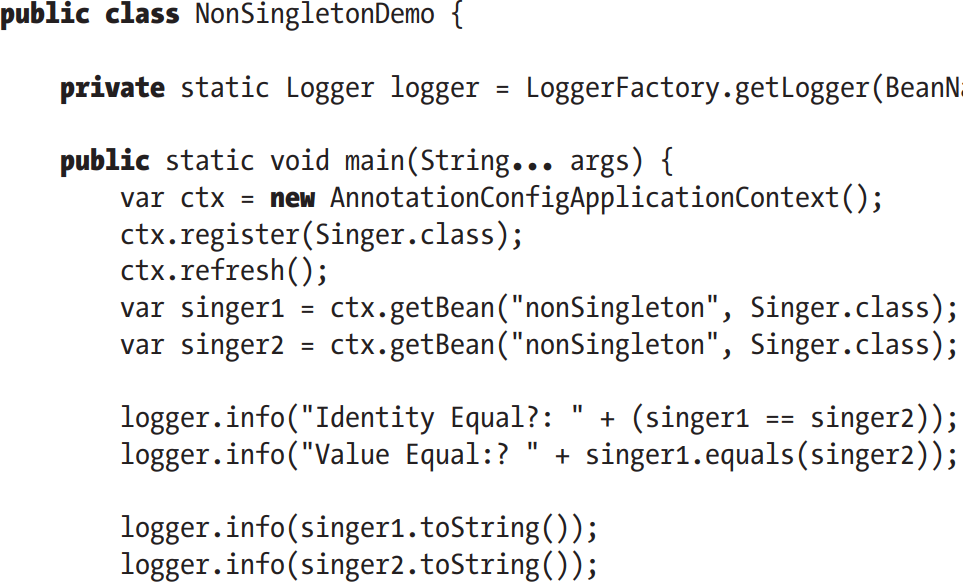 public class NonSingletonDemo {
private static Logger logger = LoggerFactory.getLogger(BeanNa
public static void main(String... args) {
var ctx = new AnnotationConfigApplicationContext();
ctx.register(Singer.class);
ctx.refresh();
var singer1 = ctx.getBean("nonSingleton", Singer.class);
var singer2 = ctx.getBean("nonSingleton", Singer.class);
logger.info("Identity Equal?: " + (singer1 == singer2));
logger.info("Value Equal:? " + singer1.equals(singer2));
logger.info(singer1.toString());
logger.info(singer2.toString());